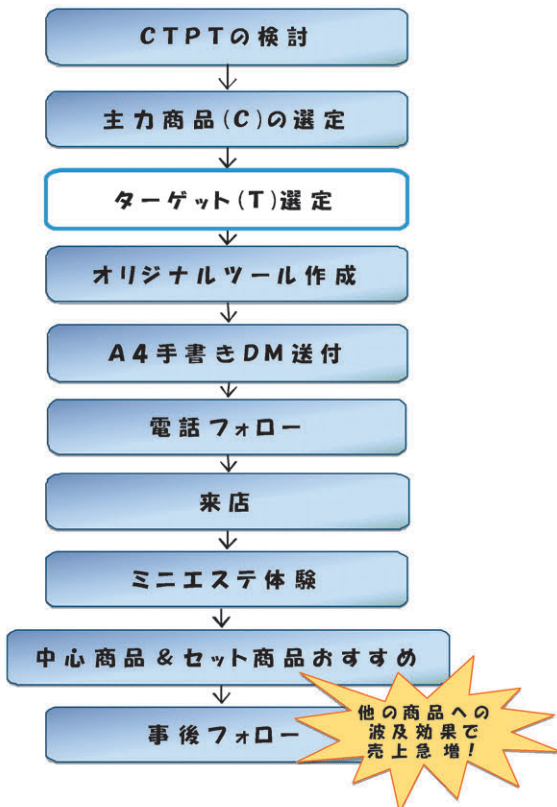 CTPTの検討
主力商品(C)の選定
ターゲット(T)選定
オリジナルツール作成
A4手書きDM送付
電話フォロー
来店
ミニエステ体験
中心商品&セット商品おすすめ
事後フォロー
他の商品への
波及効果で
売上急増!